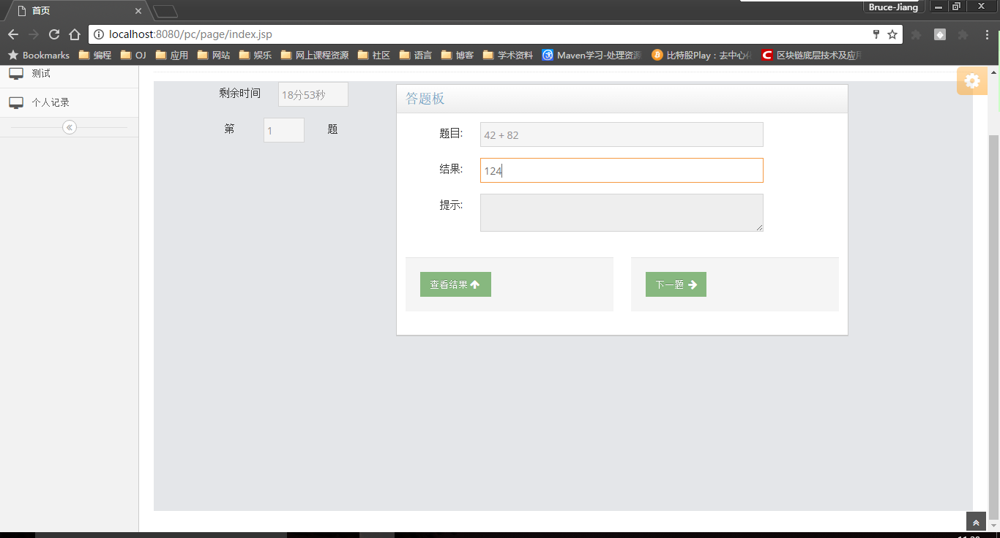 首页
Bruce-Jiang
localhost:8080/pc/page/index.jsp
Bookmarks 编程 OJ 应用 网站 娱乐 网上课程资源 社区 语言 博客 学术资料 Maven学习-处理资源 比特股Play：去中心化 区块链底层技术及应用
测试
个人记录
剩余时间 18分53秒
第 1 题
答题板
题目: 42 + 82
结果: 124
提示:
查看结果
下一题